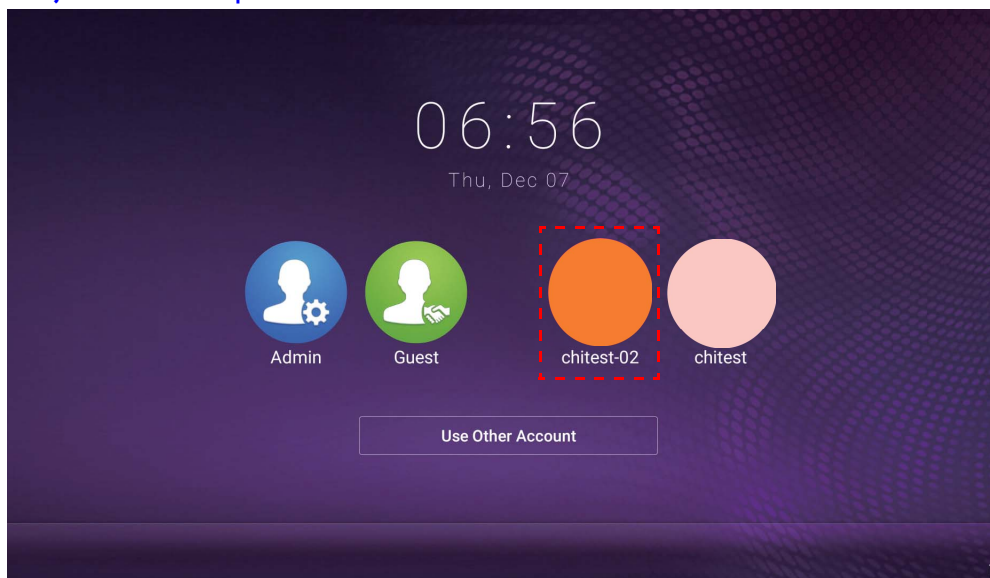 06:56
Thu, Dec 07
Admin
Guest
chitest-02
chitest
Use Other Account